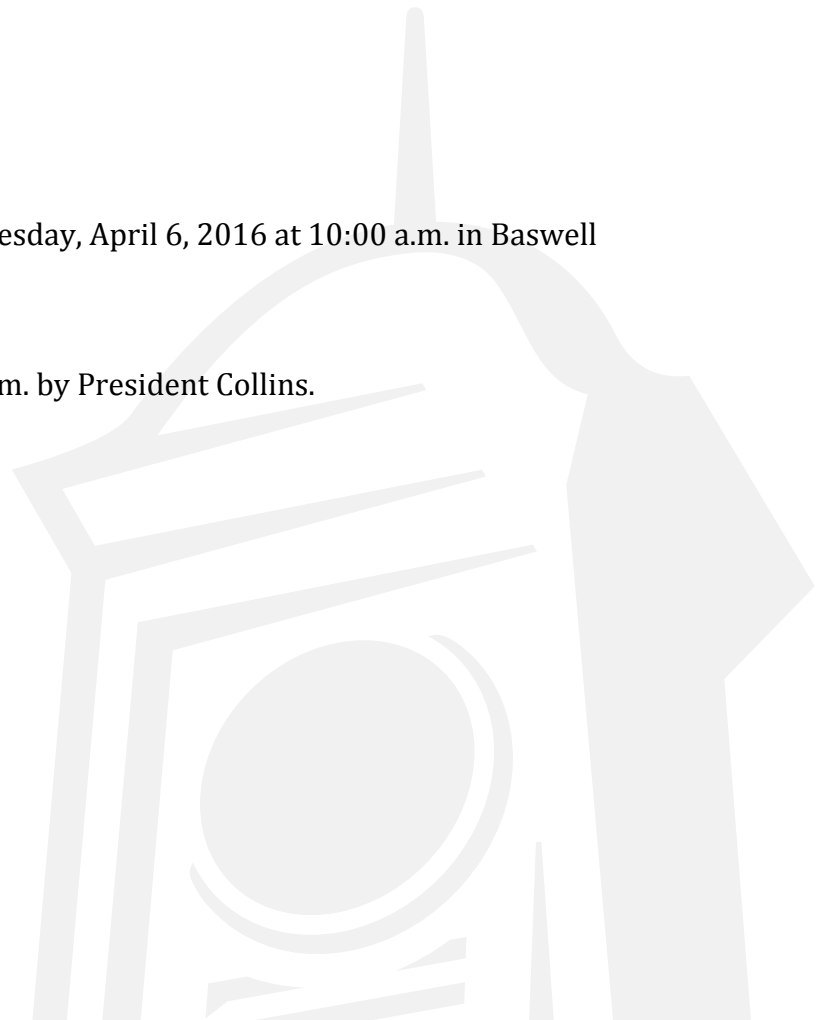 esday, April 6, 2016 at 10:00 a.m. in Baswell
m. by President Collins.